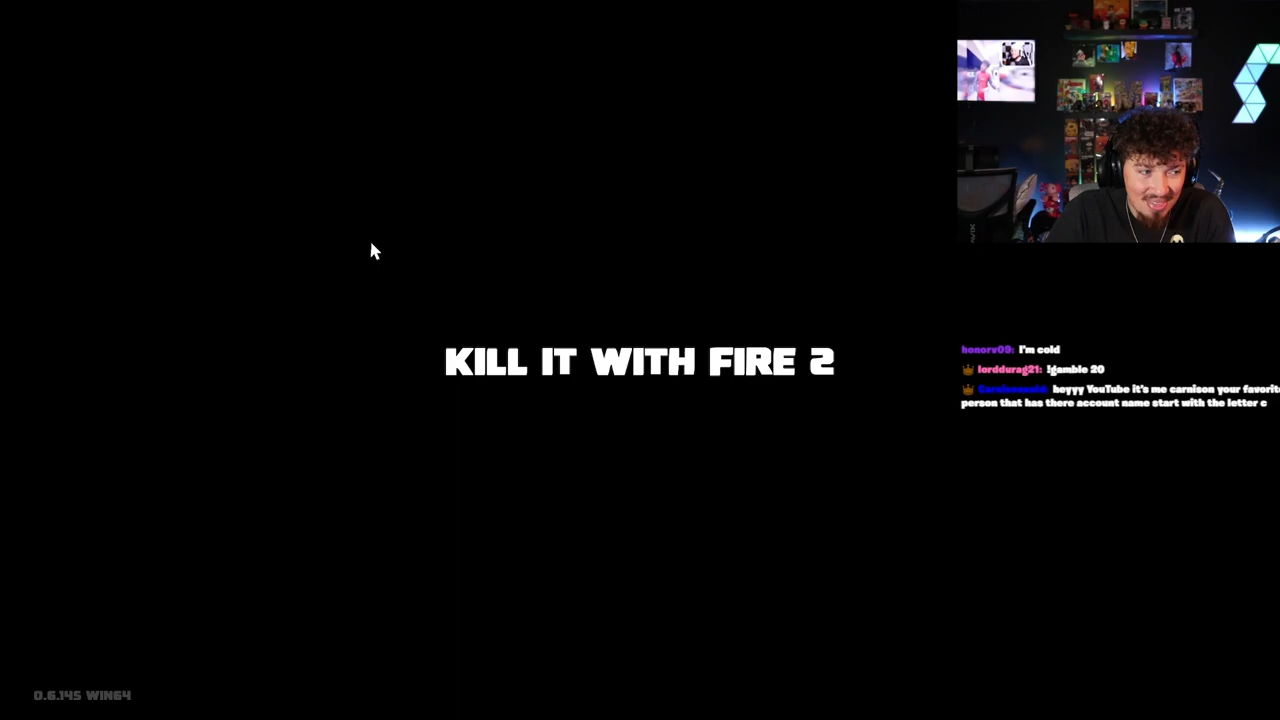 honorv09: I'm cold
lorddurag21: !gamble 20
heyyy YouTube it's me carnison your favorite
person that has there account name start with the letter c
KILL IT WITH FIRE 2
0.6.145 WIN64